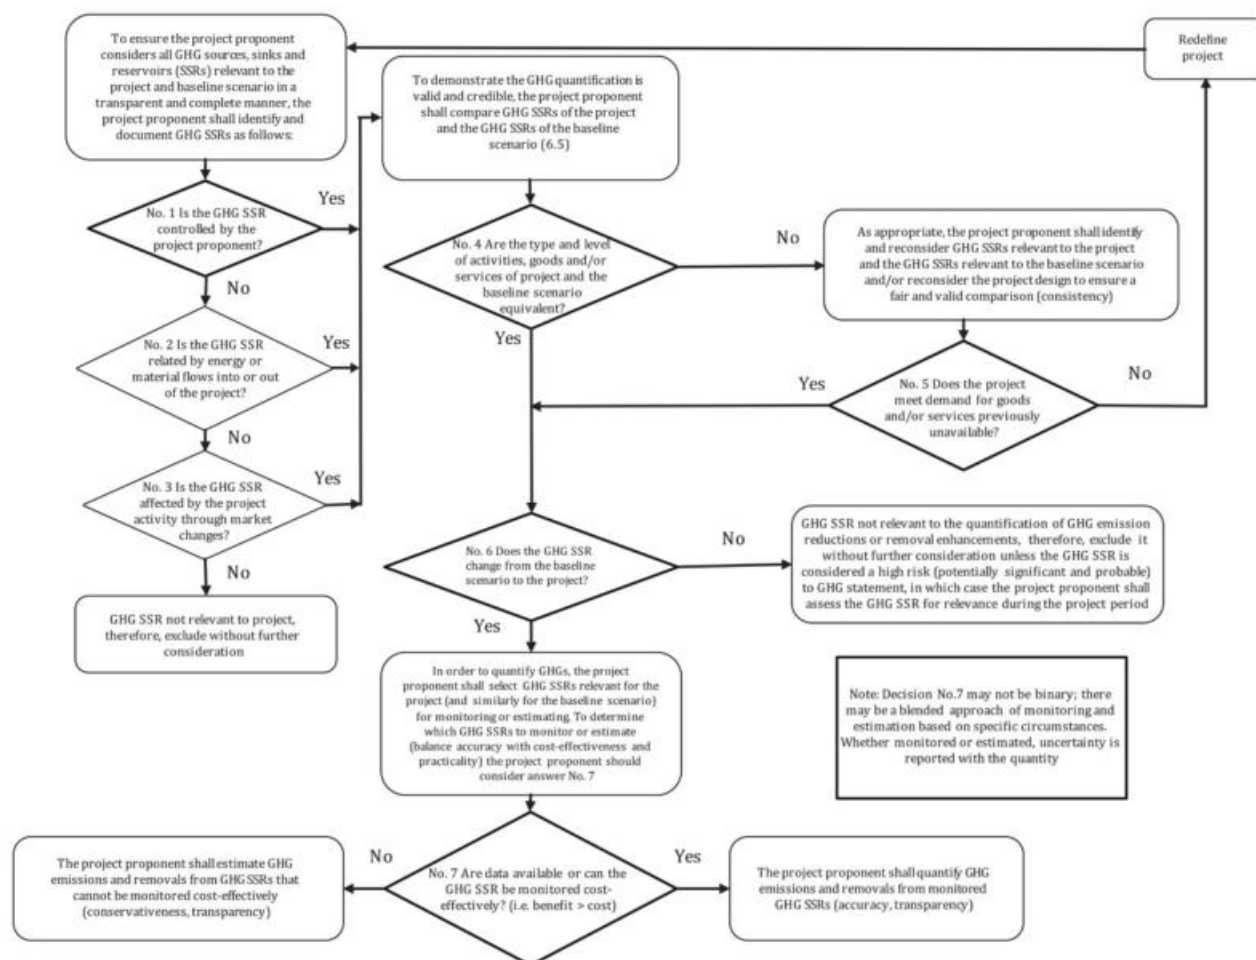 To ensure the project proponent
considers all GHG sources, sinks and
reservoirs (SSRs) relevant to the
project and baseline scenario in a
transparent and complete manner, the
project proponent shall identify and
document GHG SSRs as follows:
Yes
No. 1 Is the GHG SSR
controlled by the
project proponent?
No
Yes
No. 2 Is the GHG SSR
related by energy or
material flows into or out
of the project?
No
Yes
No. 3 Is the GHG SSR
affected by the project
activity through market
changes?
No
GHG SSR not relevant to project,
therefore, exclude without further
consideration
To demonstrate the GHG quantification is
valid and credible, the project proponent
shall compare GHG SSRs of the project
and the GHG SSRs of the baseline
scenario (6.5)
No. 4 Are the type and level
of activities, goods and/or
services of project and the
baseline scenario
equivalent?
No
Yes
As appropriate, the project proponent shall identify
and reconsider GHG SSRs relevant to the project
and the GHG SSRs relevant to the baseline scenario
and/or reconsider the project design to ensure a
fair and valid comparison (consistency)
Yes
No. 5 Does the project
meet demand for goods
and/or services previously
unavailable?
No
Redefine
project
No. 6 Does the GHG SSR
change from the baseline
scenario to the project?
No
GHG SSR not relevant to the quantification of GHG emission
reductions or removal enhancements, therefore, exclude it
without further consideration unless the GHG SSR is
considered a high risk (potentially significant and probable)
to GHG statement, in which case the project proponent shall
assess the GHG SSR for relevance during the project period
Yes
In order to quantify GHGs, the project
proponent shall select GHG SSRs relevant for the
project (and similarly for the baseline scenario)
for monitoring or estimating. To determine
which GHG SSRs to monitor or estimate
(balance accuracy with cost-effectiveness and
practicality) the project proponent should
consider answer No. 7
Note: Decision No.7 may not be binary; there
may be a blended approach of monitoring and
estimation based on specific circumstances.
Whether monitored or estimated, uncertainty is
reported with the quantity
No. 7 Are data available or can the
GHG SSR be monitored cost-
effectively? (i.e. benefit > cost)
No
The project proponent shall estimate GHG
emissions and removals from GHG SSRs that
cannot be monitored cost-effectively
(conservativeness, transparency)
Yes
The project proponent shall quantify GHG
emissions and removals from monitored
GHG SSRs (accuracy, transparency)